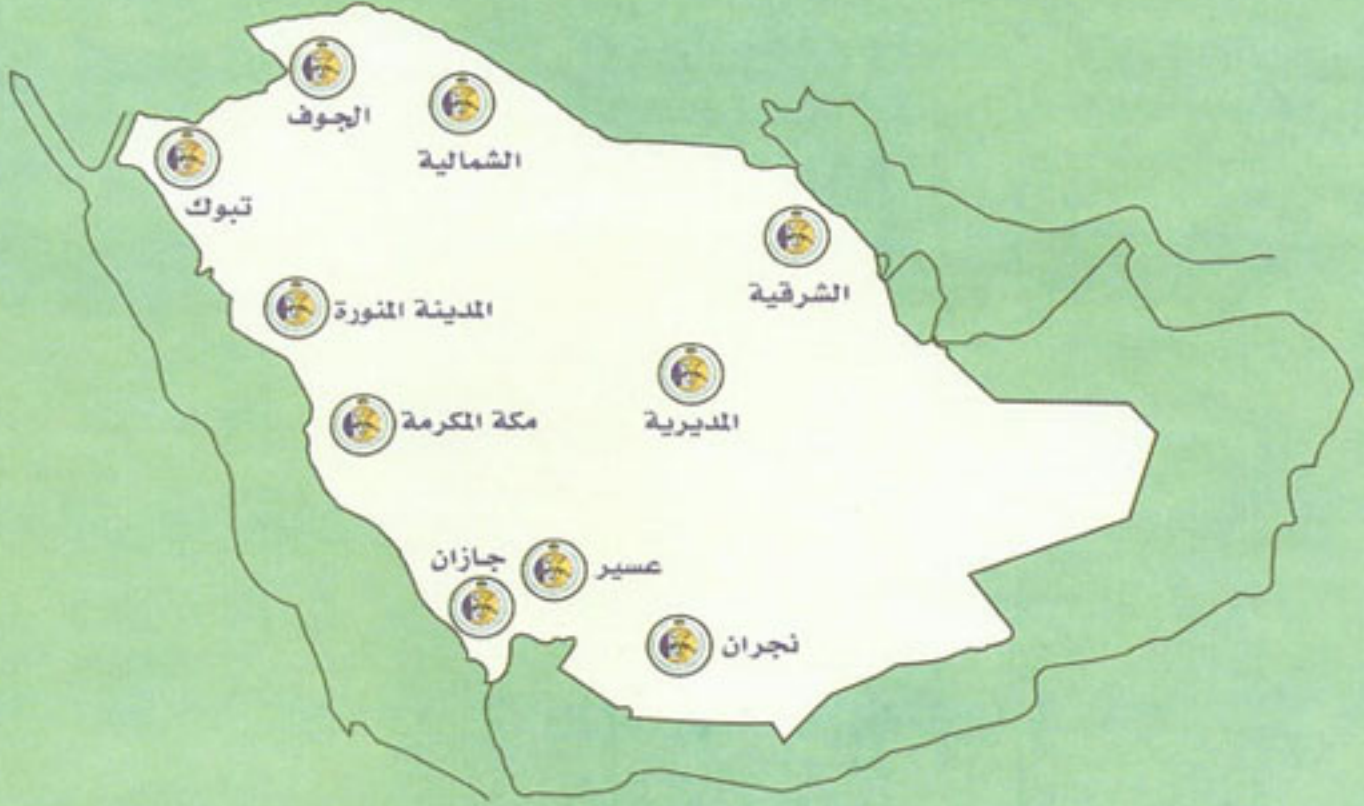 الجوف
الشمالية
تبوك
الشرقية
المدينة المنورة
المديرية
مكة المكرمة
جازان
عسير
نجران